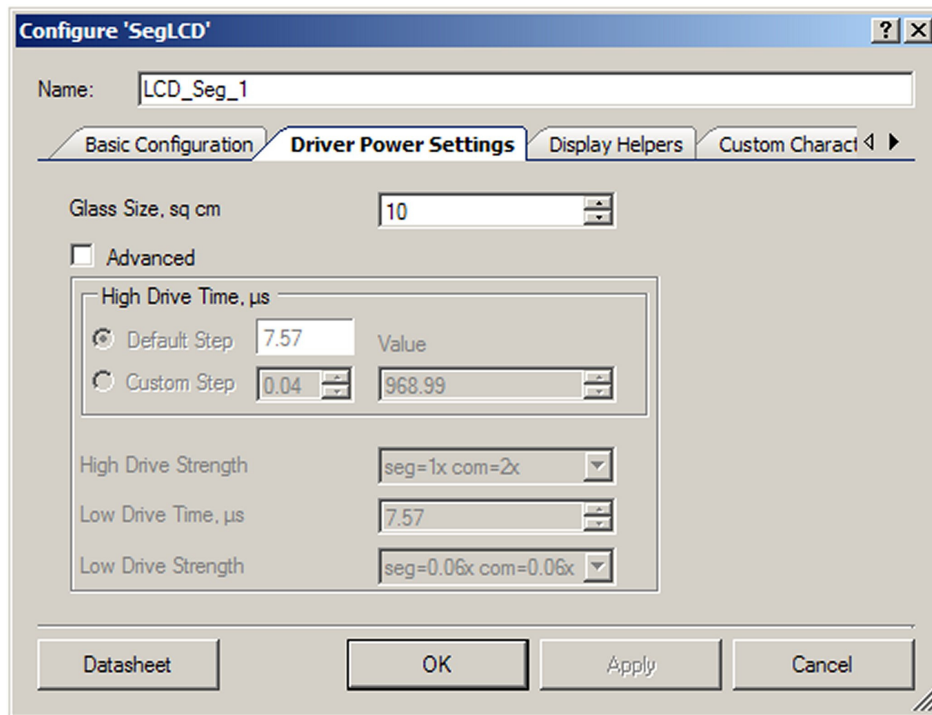 Configure 'SegLCD'
Name: LCD_Seg_1
Basic Configuration Driver Power Settings Display Helpers Custom Charact
Glass Size, sq cm 10
Advanced
High Drive Time, µs
Default Step 7.57 Value
Custom Step 0.04 968.99
High Drive Strength seg=1x com=2x
Low Drive Time, µs 7.57
Low Drive Strength seg=0.06x com=0.06x
Datasheet OK Apply Cancel